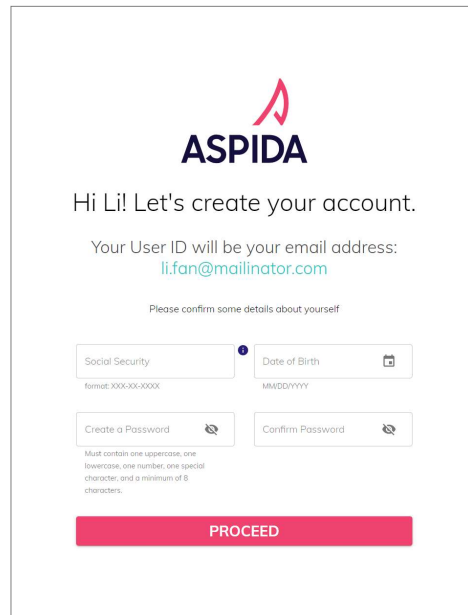 ASPIDA
Hi Li! Let's create your account.
Your User ID will be your email address:
li.fan@mailinator.com
Please confirm some details about yourself
Social Security
Date of Birth
format: XXX-XX-XXXX
MM/DD/YYYY
Create a Password
Confirm Password
Must contain one uppercase, one
lowercase, one number, one special
character, and a minimum of 8
characters.
PROCEED